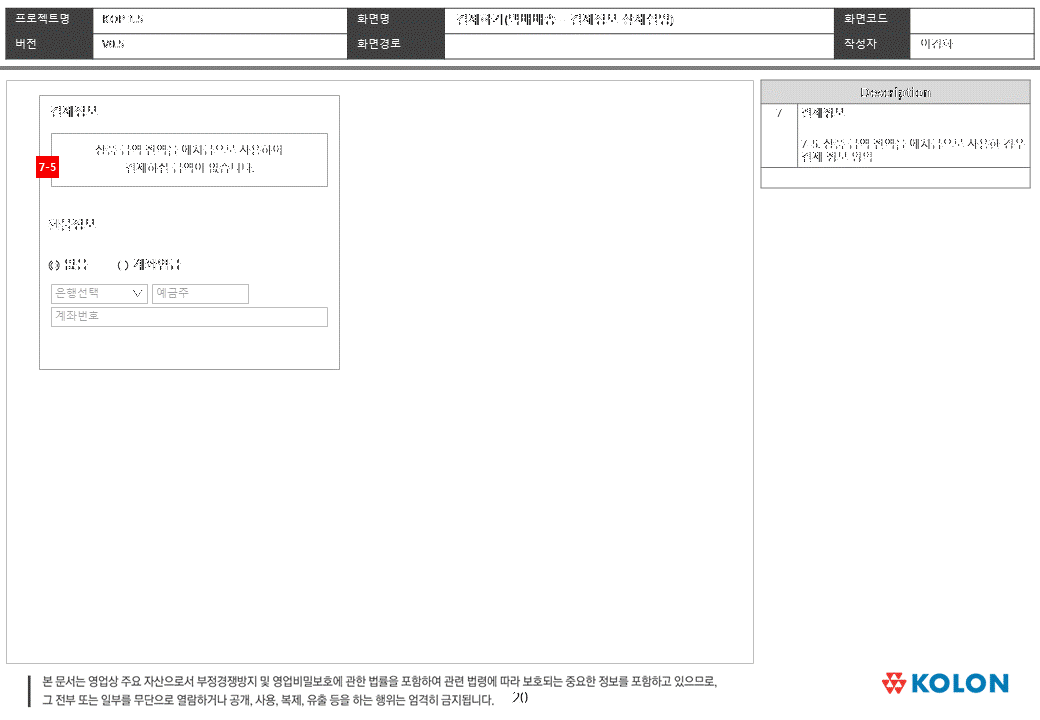 프로젝트명 KOP 2.5 화면명 결제하기(택배배송 - 결제정보 상세설명) 화면코드
버전 V0.5 화면경로 작성자 이경화
결제정보
상품 금액 전액을 예치금으로 사용하여
결제하실 금액이 없습니다.
7-5
환불정보
없음 계좌입금
은행선택 예금주
계좌번호
Description
7 결제정보
7-5. 상품 금액 전액을 예치금으로 사용한 경우
결제 정보 영역
본 문서는 영업상 주요 자산으로서 부정경쟁방지 및 영업비밀보호에 관한 법률을 포함하여 관련 법령에 따라 보호되는 중요한 정보를 포함하고 있으므로,
그 전부 또는 일부를 무단으로 열람하거나 공개, 사용, 복제, 유출 등을 하는 행위는 엄격히 금지됩니다.
20
KOLON